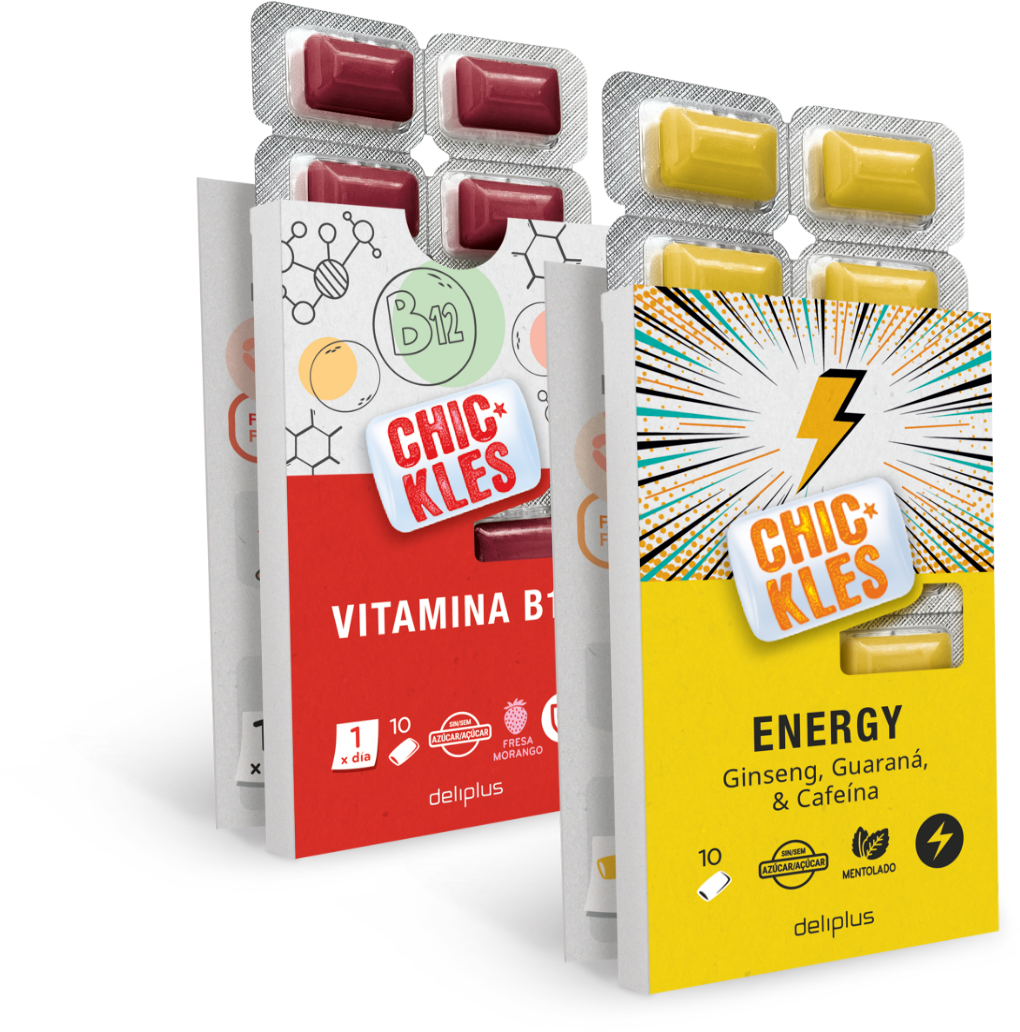 B12
CHIC
KLES
VITAMINA B1
1
x día
10
SIN/SEM
AZÚCAR/AÇÚCAR
FRESA
MORANGO
deliplus
CHIC
KLES
ENERGY
Ginseng, Guaraná,
& Cafeína
10
SIN/SEM
AZÚCAR/AÇÚCAR
MENTOLADO
deliplus